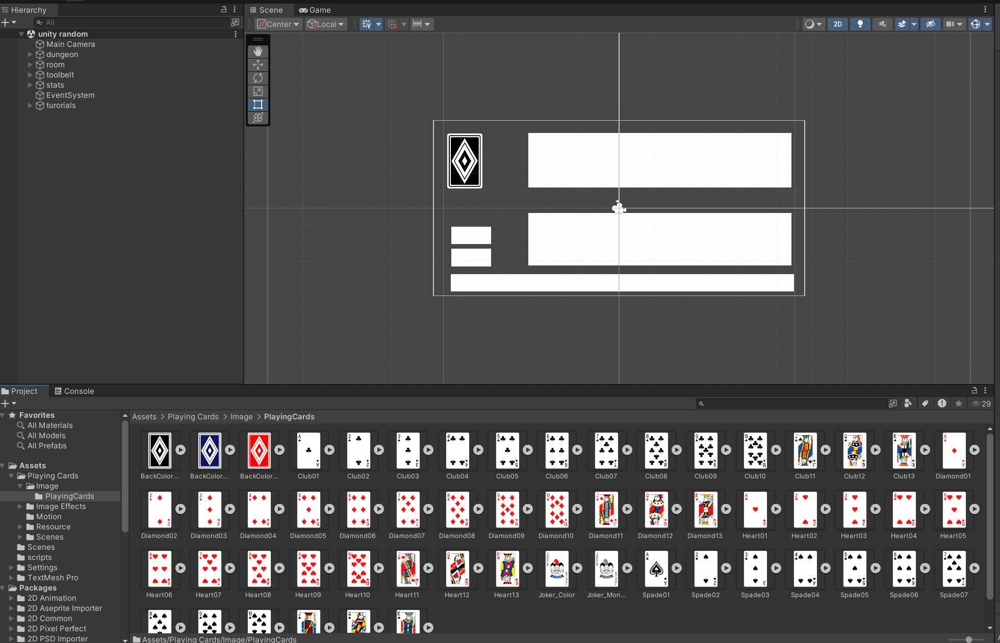 Hierarchy
All
unity random
Main Camera
dungeon
room
toolbelt
stats
EventSystem
turorials
Scene Game
Center Local 2D
Project Console
29
Favorites
All Materials
All Models
All Prefabs
Assets
Playing Cards
Image
PlayingCards
Image Effects
Motion
Resource
Scenes
Scenes
scripts
Settings
TextMesh Pro
Packages
2D Animation
2D Aseprite Importer
2D Common
2D Pixel Perfect
2D PSD Importer
Assets > Playing Cards > Image > PlayingCards
BackColor... BackColor... BackColor... Club01 Club02 Club03 Club04 Club05 Club06 Club07 Club08 Club09 Club10 Club11 Club12 Club13 Diamond01
Diamond02 Diamond03 Diamond04 Diamond05 Diamond06 Diamond07 Diamond08 Diamond09 Diamond10 Diamond11 Diamond12 Diamond13 Heart01 Heart02 Heart03 Heart04 Heart05
Heart06 Heart07 Heart08 Heart09 Heart10 Heart11 Heart12 Heart13 Joker_Color Joker_Mon... Spade01 Spade02 Spade03 Spade04 Spade05 Spade06 Spade07
Assets/Playing Cards/Image/PlayingCards